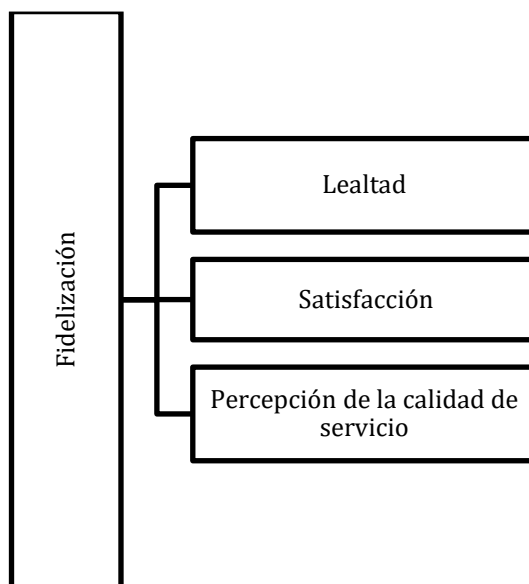 Fidelización
Lealtad
Satisfacción
Percepción de la calidad de
servicio